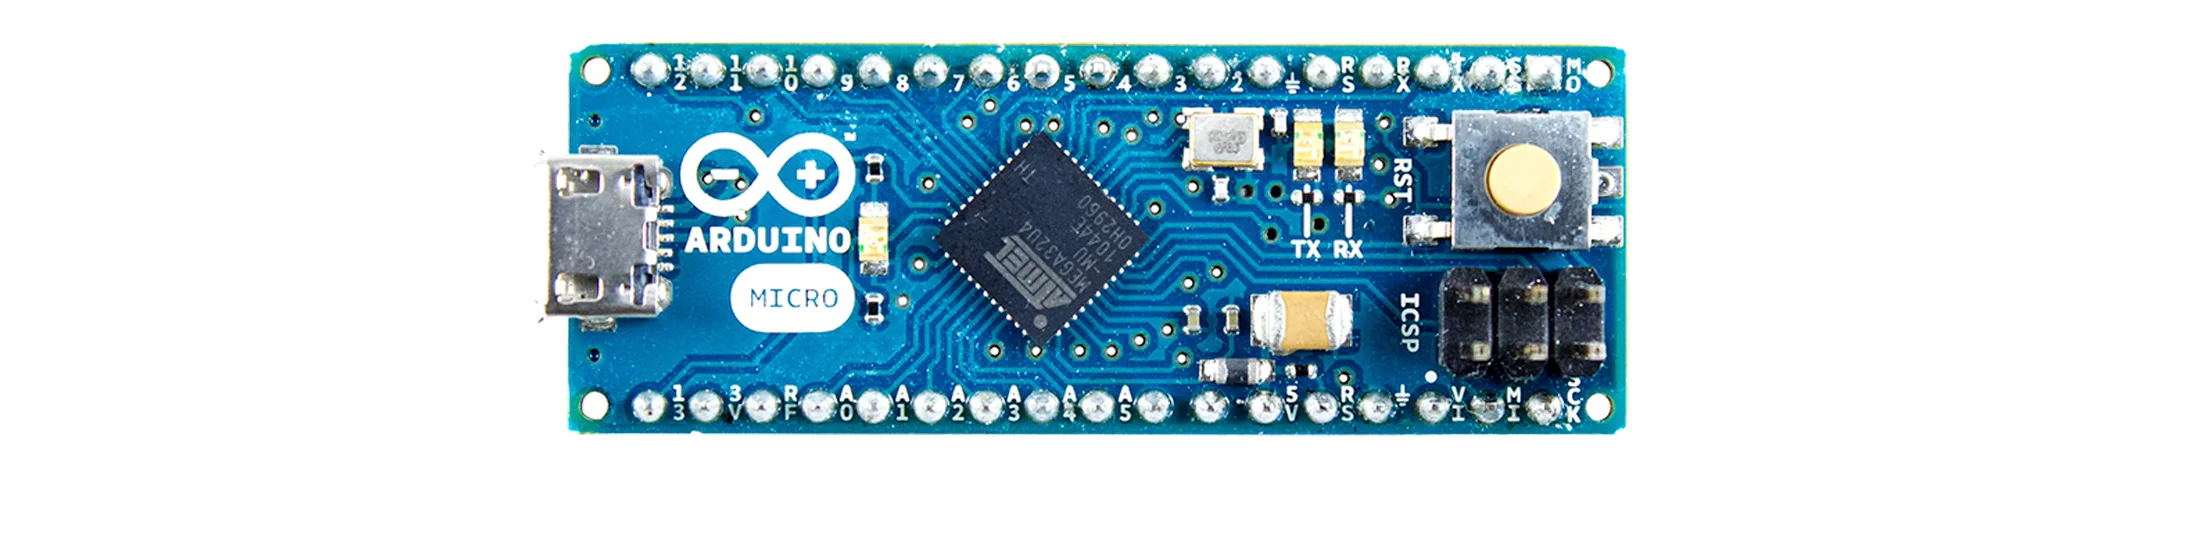 12 11 10 9 8 7 6 5 4 3 2 RS RX TX SS MO
ARDUINO
MICRO
TH
ATMEL
MEGA32U4
-MU
1044E
0H2960
TX RX
RST
ICSP
13 3V RF A0 A1 A2 A3 A4 A5 5V RS VI MI SCK